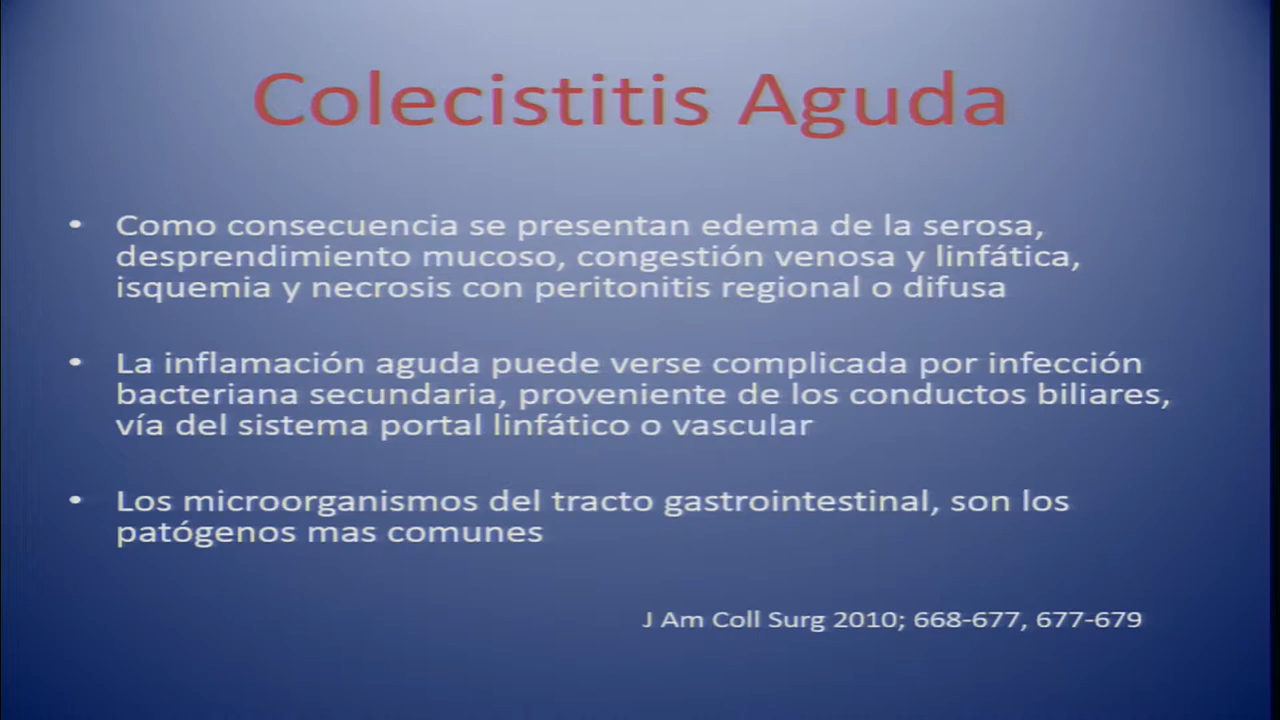 Colecistitis Aguda
• Como consecuencia se presentan edema de la serosa,
desprendimiento mucoso, congestión venosa y linfática,
isquemia y necrosis con peritonitis regional o difusa
• La inflamación aguda puede verse complicada por infección
bacteriana secundaria, proveniente de los conductos biliares,
vía del sistema portal linfático o vascular
• Los microorganismos del tracto gastrointestinal, son los
patógenos mas comunes
J Am Coll Surg 2010; 668-677, 677-679